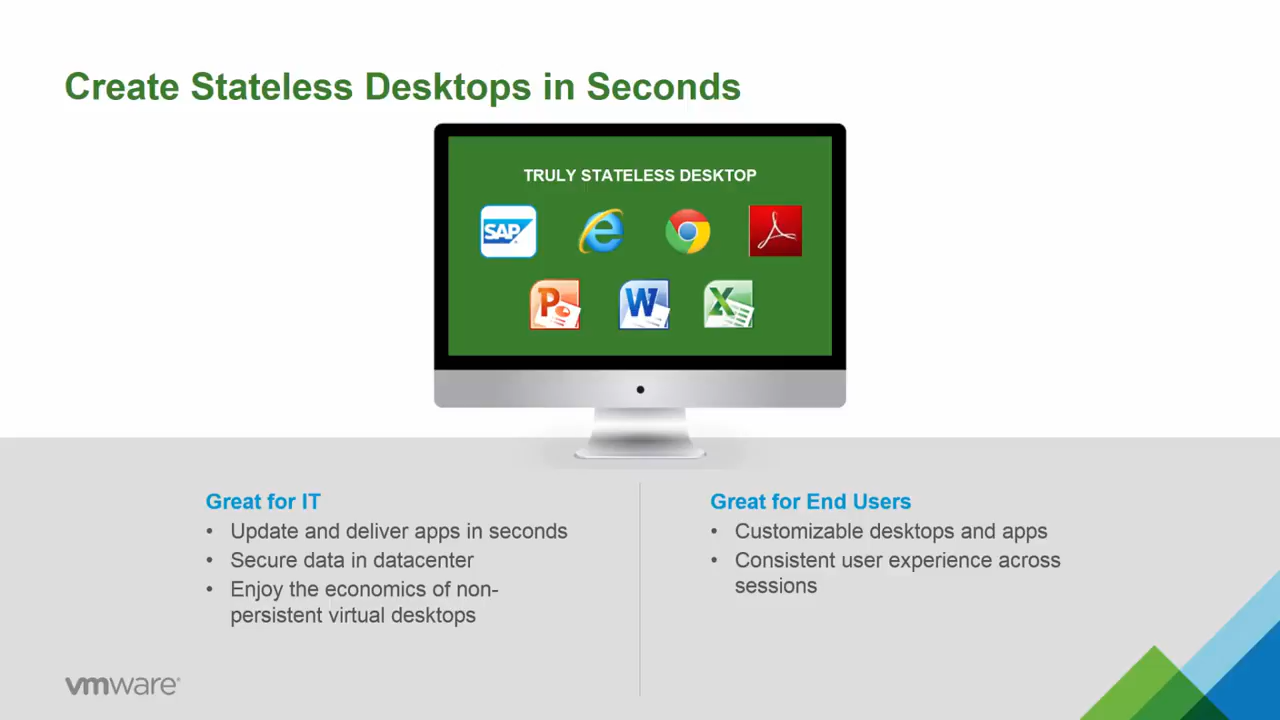 Create Stateless Desktops in Seconds
TRULY STATELESS DESKTOP
SAP
Great for IT
• Update and deliver apps in seconds
• Secure data in datacenter
• Enjoy the economics of non-
persistent virtual desktops
Great for End Users
• Customizable desktops and apps
• Consistent user experience across
sessions
vmware®